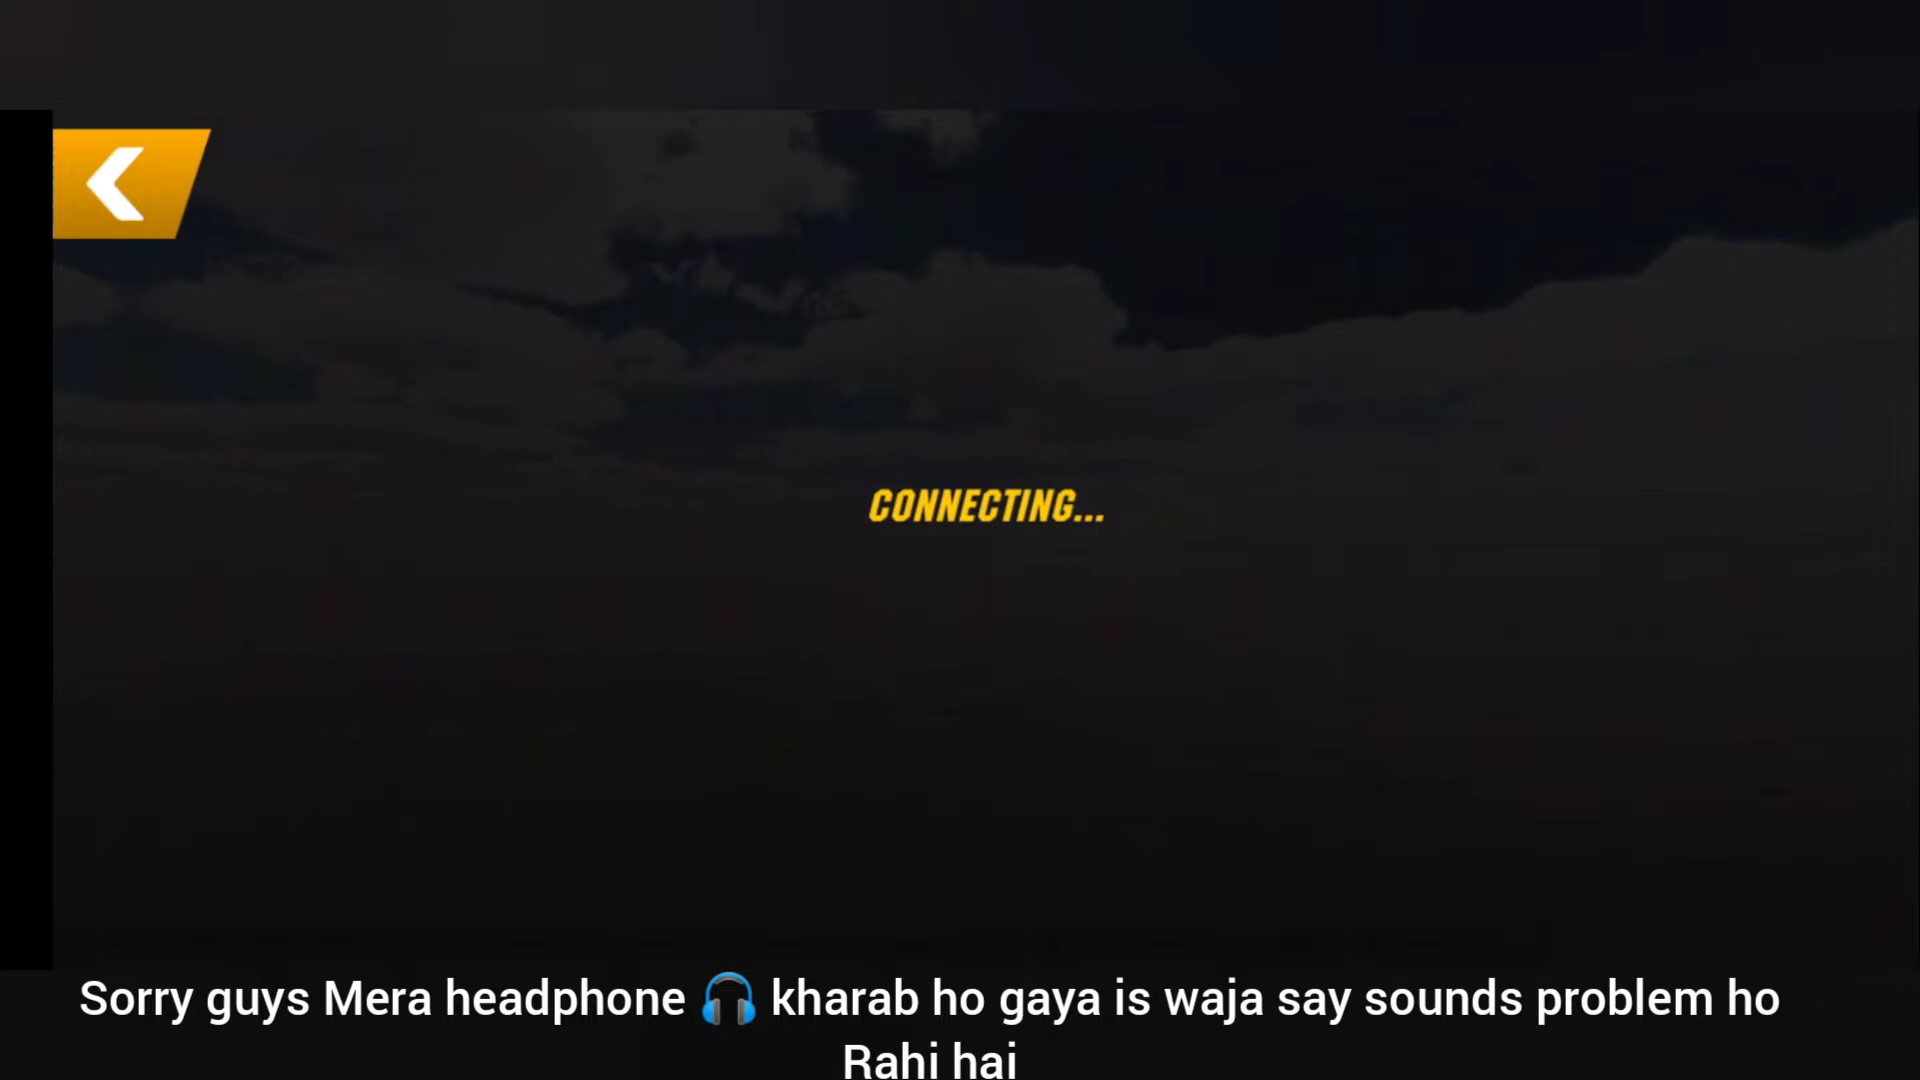 CONNECTING...
Sorry guys Mera headphone 🎧 kharab ho gaya is waja say sounds problem ho
Rahi hai